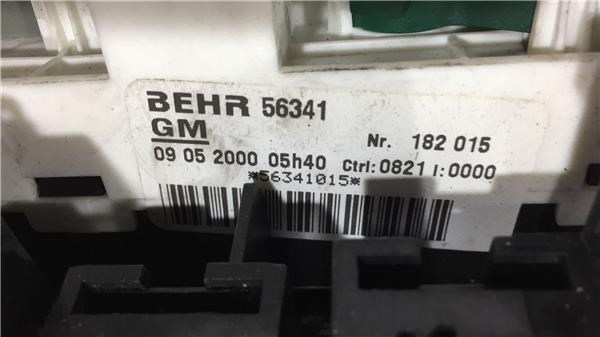 BEHR 56341
GM
Nr. 182 015
09 05 2000 05h40 Ctrl:0821 I:0000
*56341015*